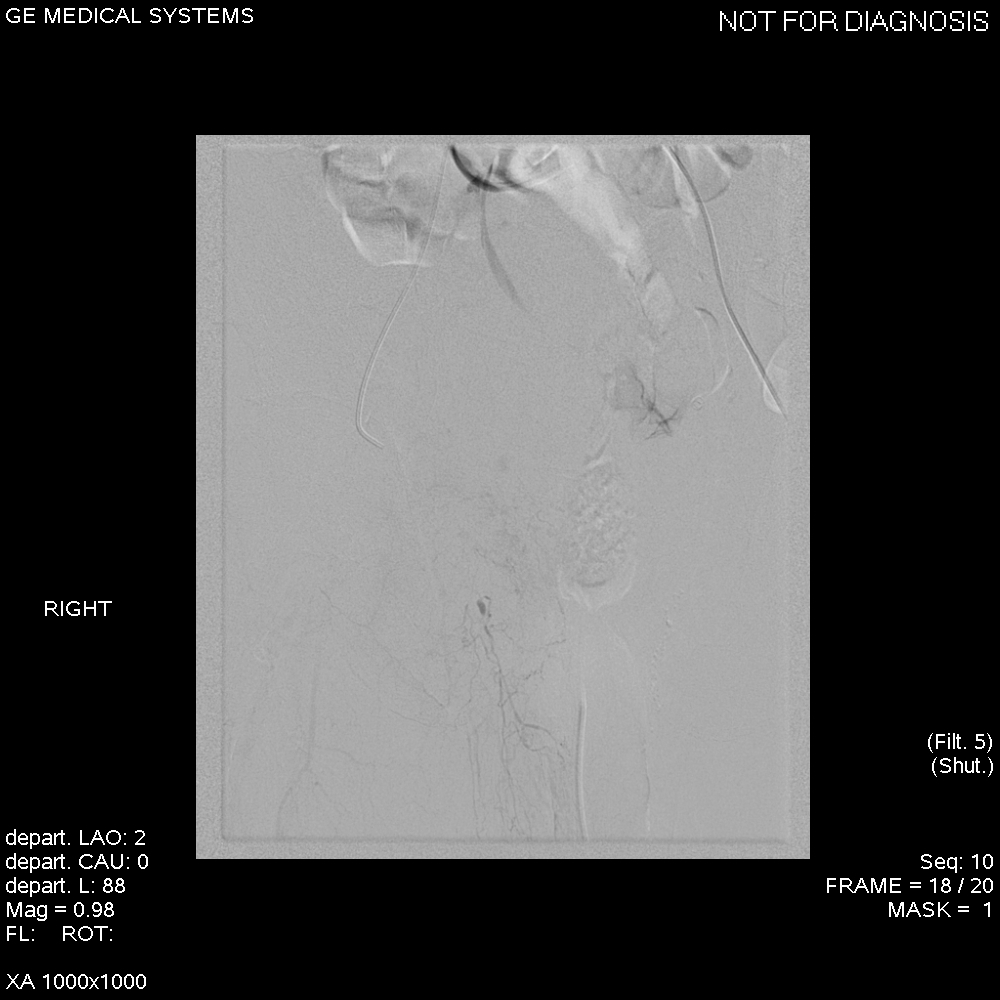 GE MEDICAL SYSTEMS
NOT FOR DIAGNOSIS
RIGHT
(Filt. 5)
(Shut.)
depart. LAO: 2
depart. CAU: 0
depart. L: 88
Mag = 0.98
FL: ROT:
XA 1000x1000
Seq: 10
FRAME = 18 / 20
MASK = 1